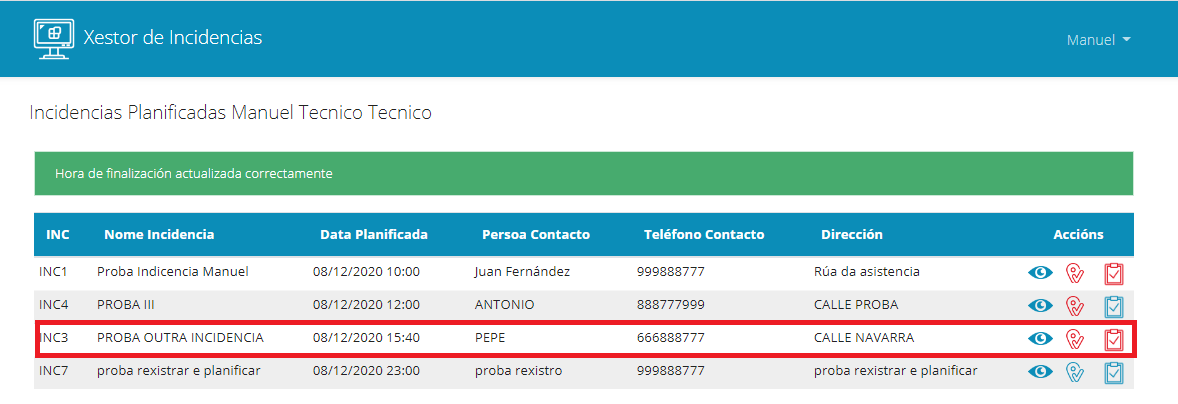 Xestor de Incidencias
Manuel
Incidencias Planificadas Manuel Tecnico Tecnico
Hora de finalización actualizada correctamente
INC Nome Incidencia Data Planificada Persoa Contacto Teléfono Contacto Dirección Accións
INC1 Proba Indicencia Manuel 08/12/2020 10:00 Juan Fernández 999888777 Rúa da asistencia
INC4 PROBA III 08/12/2020 12:00 ANTONIO 888777999 CALLE PROBA
INC3 PROBA OUTRA INCIDENCIA 08/12/2020 15:40 PEPE 666888777 CALLE NAVARRA
INC7 proba rexistrar e planificar 08/12/2020 23:00 proba rexistro 999888777 proba rexistrar e planificar